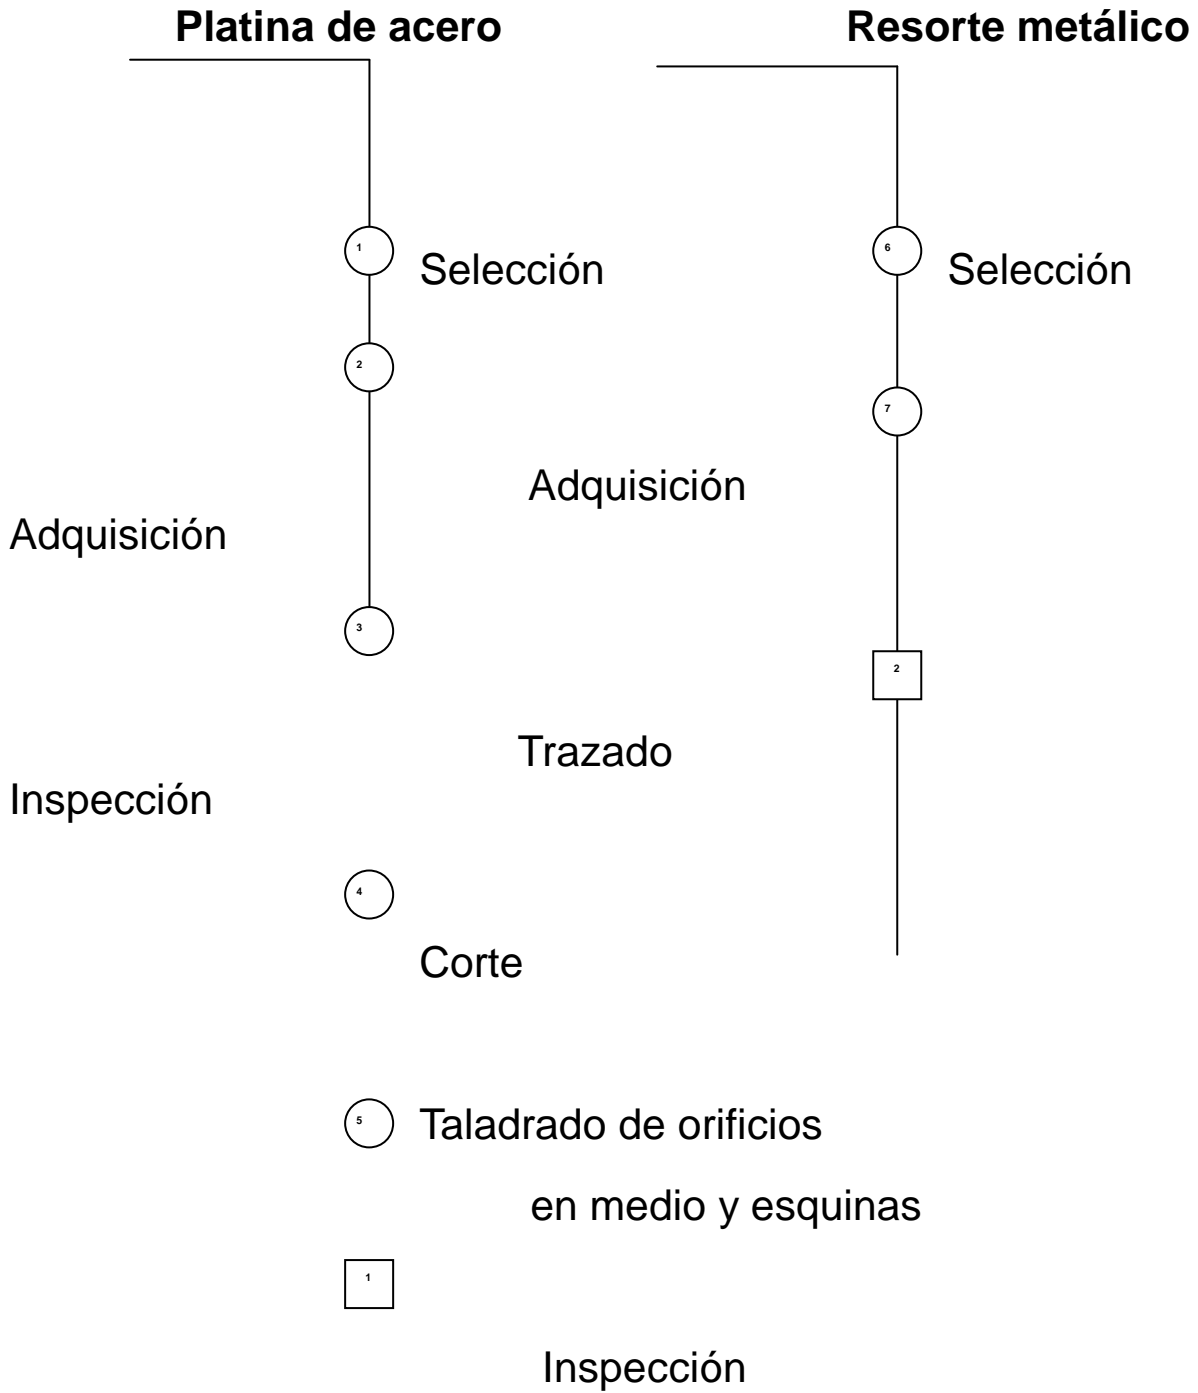 Platina de acero
Resorte metálico
1
Selección
6
Selección
2
7
Adquisición
Adquisición
3
2
Trazado
Inspección
4
Corte
5
Taladrado de orificios
en medio y esquinas
1
Inspección